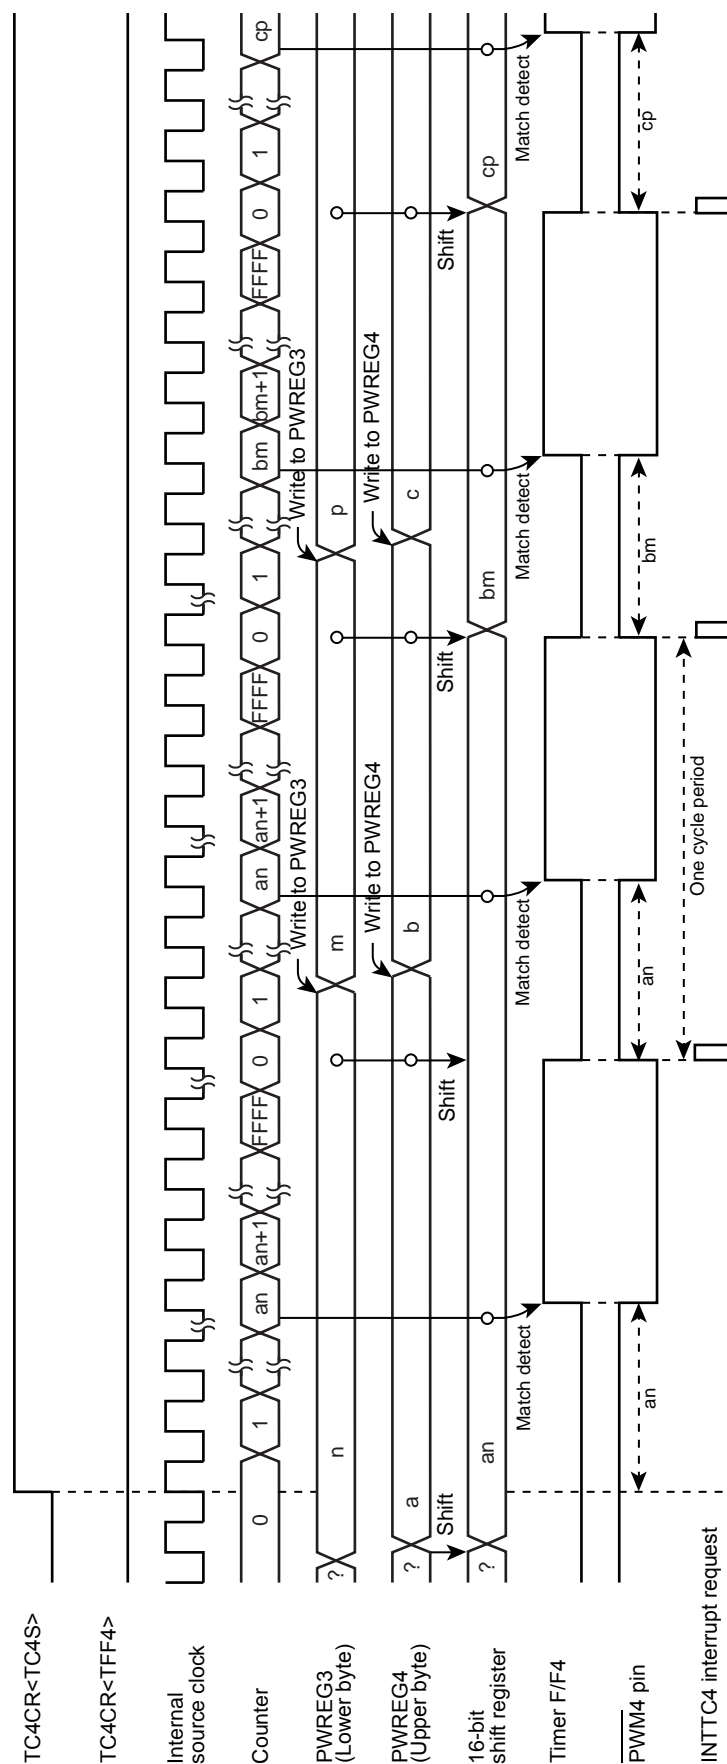 TC4CR<TC4S>
TC4CR<TFF4>
Internal
source clock
Counter
0
1
an
an+1
FFFF
0
1
an
an+1
FFFF
0
1
bm
bm+1
FFFF
0
1
cp
Write to PWREG3
Write to PWREG3
PWREG3
(Lower byte)
?
n
m
p
Write to PWREG4
Write to PWREG4
PWREG4
(Upper byte)
?
a
b
c
Shift
Shift
Shift
Shift
16-bit
shift register
?
an
bm
cp
Match detect
Match detect
Match detect
Match detect
Timer F/F4
PWM4 pin
an
an
bm
cp
One cycle period
INTTC4 interrupt request